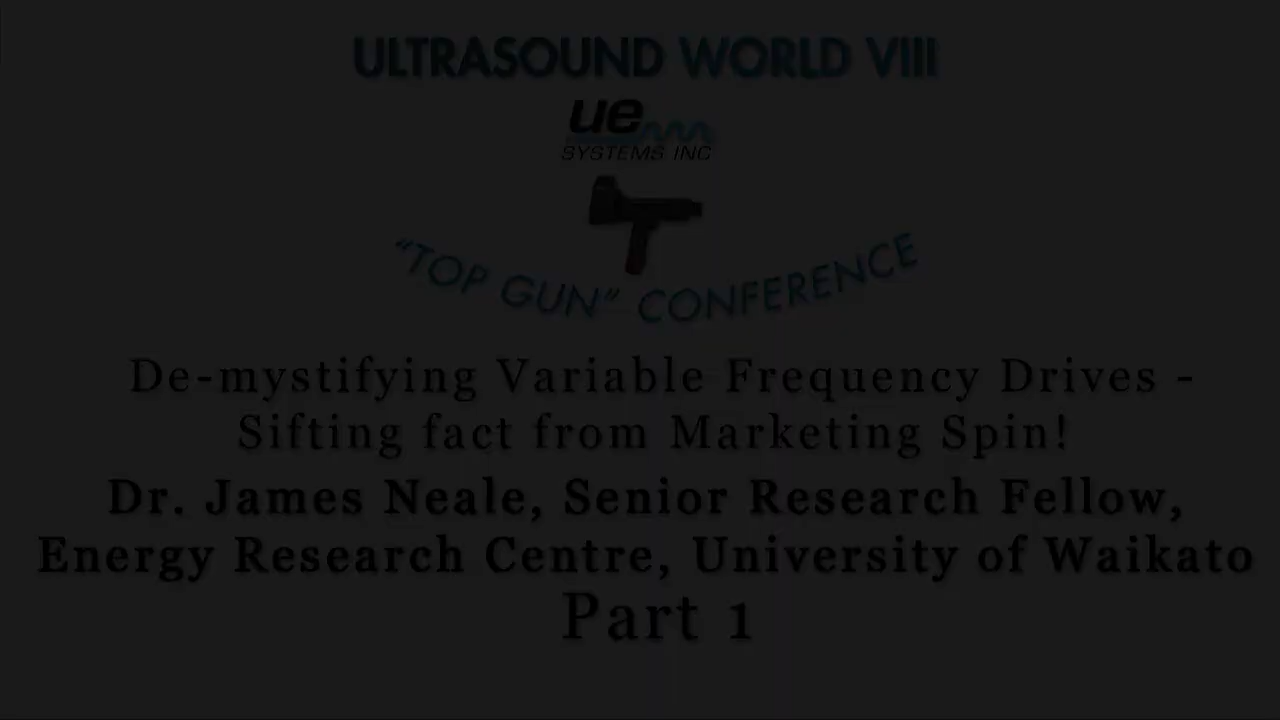 ULTRASOUND WORLD VIII
ue
SYSTEMS INC
"TOP GUN" CONFERENCE
De-mystifying Variable Frequency Drives -
Sifting fact from Marketing Spin!
Dr. James Neale, Senior Research Fellow,
Energy Research Centre, University of Waikato
Part 1